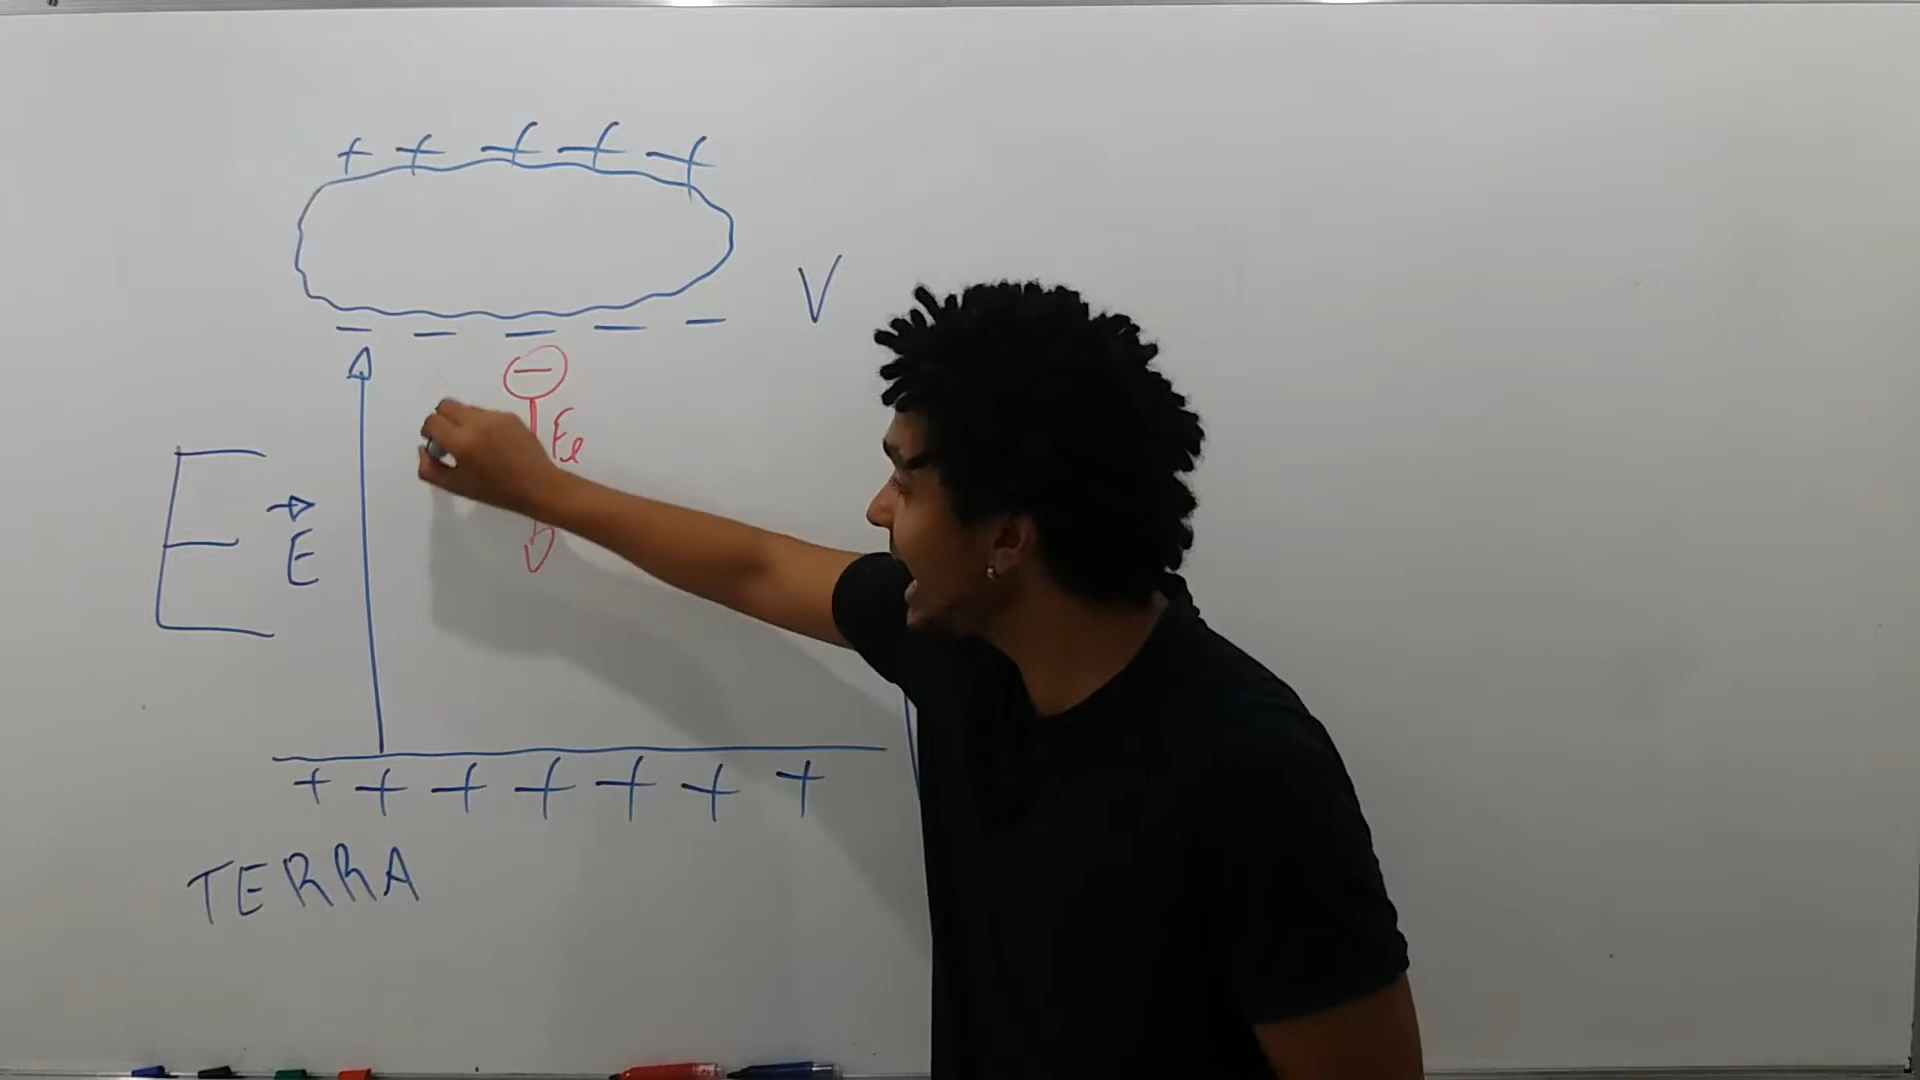 + + + + +
V
- - - - -
-
Fe
E
→
E
+ + + + + + +
TERRA